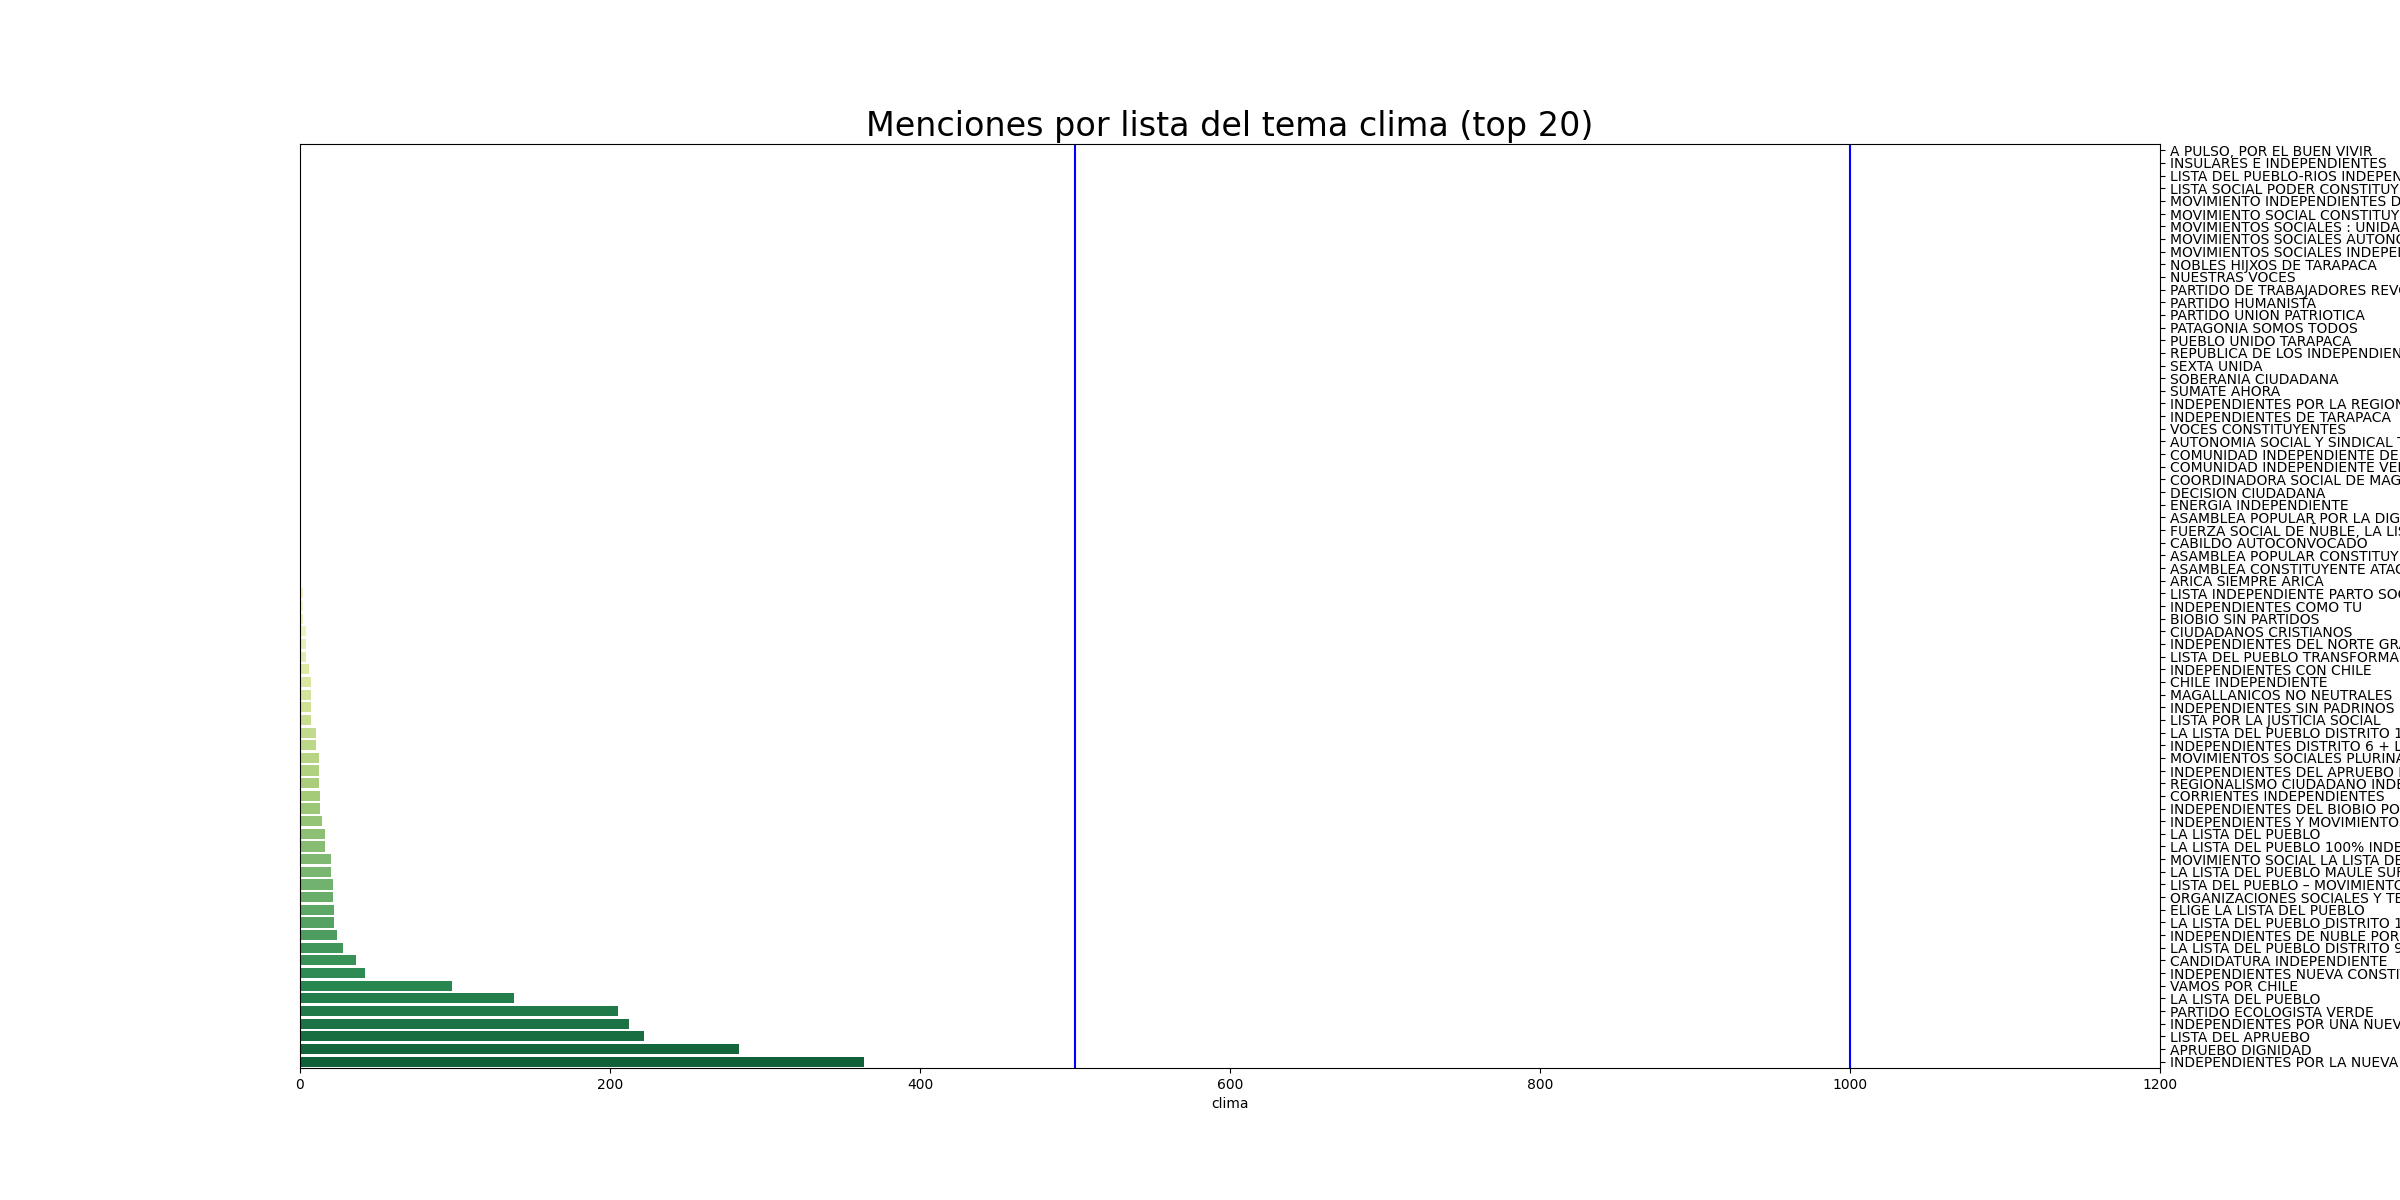 Menciones por lista del tema clima (top 20)
A PULSO, POR EL BUEN VIVIR
INSULARES E INDEPENDIENTES
LISTA DEL PUEBLO-RIOS INDEPEN
LISTA SOCIAL PODER CONSTITUY
MOVIMIENTO INDEPENDIENTES D
MOVIMIENTO SOCIAL CONSTITUY
MOVIMIENTOS SOCIALES : UNIDA
MOVIMIENTOS SOCIALES AUTONO
MOVIMIENTOS SOCIALES INDEPE
NOBLES HIJXOS DE TARAPACA
NUESTRAS VOCES
PARTIDO DE TRABAJADORES REVO
PARTIDO HUMANISTA
PARTIDO UNION PATRIOTICA
PATAGONIA SOMOS TODOS
PUEBLO UNIDO TARAPACA
REPUBLICA DE LOS INDEPENDIEN
SEXTA UNIDA
SOBERANIA CIUDADANA
SUMATE AHORA
INDEPENDIENTES POR LA REGION
INDEPENDIENTES DE TARAPACA
VOCES CONSTITUYENTES
AUTONOMIA SOCIAL Y SINDICAL T
COMUNIDAD INDEPENDIENTE DE
COMUNIDAD INDEPENDIENTE VE
COORDINADORA SOCIAL DE MAG
DECISION CIUDADANA
ENERGIA INDEPENDIENTE
ASAMBLEA POPULAR POR LA DIG
FUERZA SOCIAL DE ÑUBLE, LA LIS
CABILDO AUTOCONVOCADO
ASAMBLEA POPULAR CONSTITUY
ASAMBLEA CONSTITUYENTE ATAC
ARICA SIEMPRE ARICA
LISTA INDEPENDIENTE PARTO SOC
INDEPENDIENTES COMO TU
BIOBIO SIN PARTIDOS
CIUDADANOS CRISTIANOS
INDEPENDIENTES DEL NORTE GRA
LISTA DEL PUEBLO TRANSFORMA
INDEPENDIENTES CON CHILE
CHILE INDEPENDIENTE
MAGALLANICOS NO NEUTRALES
INDEPENDIENTES SIN PADRINOS
LISTA POR LA JUSTICIA SOCIAL
LA LISTA DEL PUEBLO DISTRITO 1
INDEPENDIENTES DISTRITO 6 + L
MOVIMIENTOS SOCIALES PLURINA
INDEPENDIENTES DEL APRUEBO
REGIONALISMO CIUDADANO INDE
CORRIENTES INDEPENDIENTES
INDEPENDIENTES DEL BIOBIO PO
INDEPENDIENTES Y MOVIMIENTO
LA LISTA DEL PUEBLO
LA LISTA DEL PUEBLO 100% INDE
MOVIMIENTO SOCIAL LA LISTA DE
LA LISTA DEL PUEBLO MAULE SUR
LISTA DEL PUEBLO – MOVIMIENTO
ORGANIZACIONES SOCIALES Y TE
ELIGE LA LISTA DEL PUEBLO
LA LISTA DEL PUEBLO DISTRITO 1
INDEPENDIENTES DE ÑUBLE POR
LA LISTA DEL PUEBLO DISTRITO 9
CANDIDATURA INDEPENDIENTE
INDEPENDIENTES NUEVA CONSTI
VAMOS POR CHILE
LA LISTA DEL PUEBLO
PARTIDO ECOLOGISTA VERDE
INDEPENDIENTES POR UNA NUEV
LISTA DEL APRUEBO
APRUEBO DIGNIDAD
INDEPENDIENTES POR LA NUEVA
0 200 400 600 800 1000 1200
clima